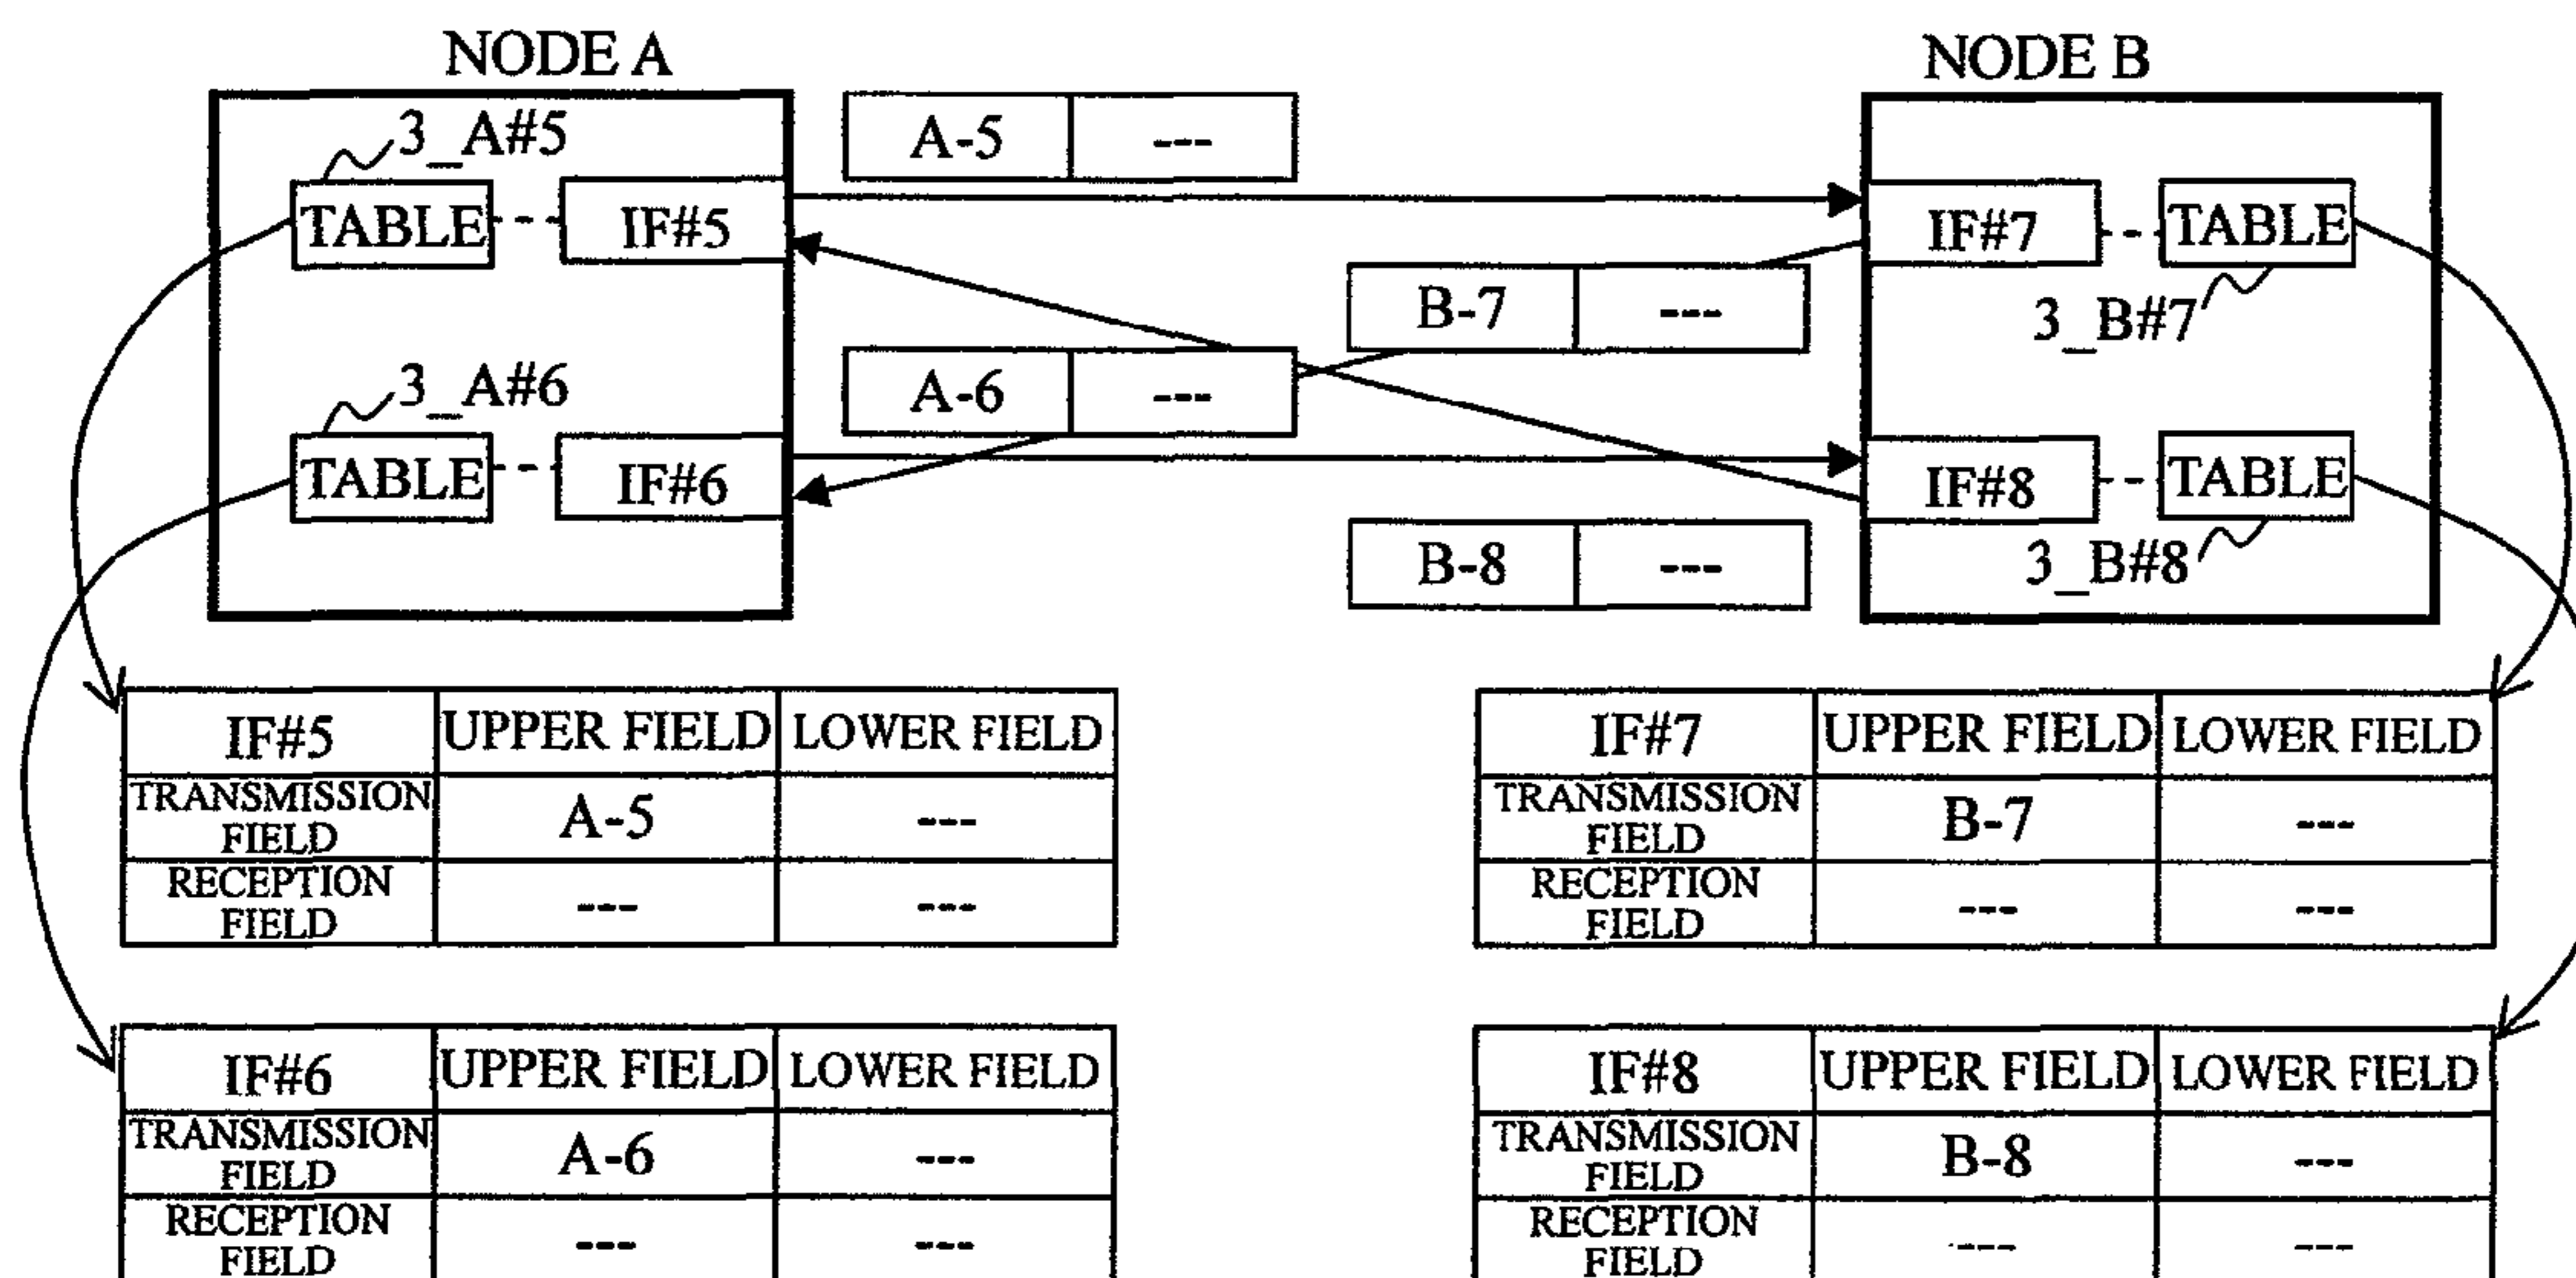 NODE A
NODE B
3_A#5
A-5 ---
TABLE IF#5
IF#7 TABLE
B-7 ---
3_B#7
3_A#6
A-6 ---
TABLE IF#6
IF#8 TABLE
B-8 ---
3_B#8
IF#5 UPPER FIELD LOWER FIELD
TRANSMISSION
FIELD
A-5 ---
RECEPTION
FIELD
--- ---
IF#7 UPPER FIELD LOWER FIELD
TRANSMISSION
FIELD
B-7 ---
RECEPTION
FIELD
--- ---
IF#6 UPPER FIELD LOWER FIELD
TRANSMISSION
FIELD
A-6 ---
RECEPTION
FIELD
--- ---
IF#8 UPPER FIELD LOWER FIELD
TRANSMISSION
FIELD
B-8 ---
RECEPTION
FIELD
--- ---